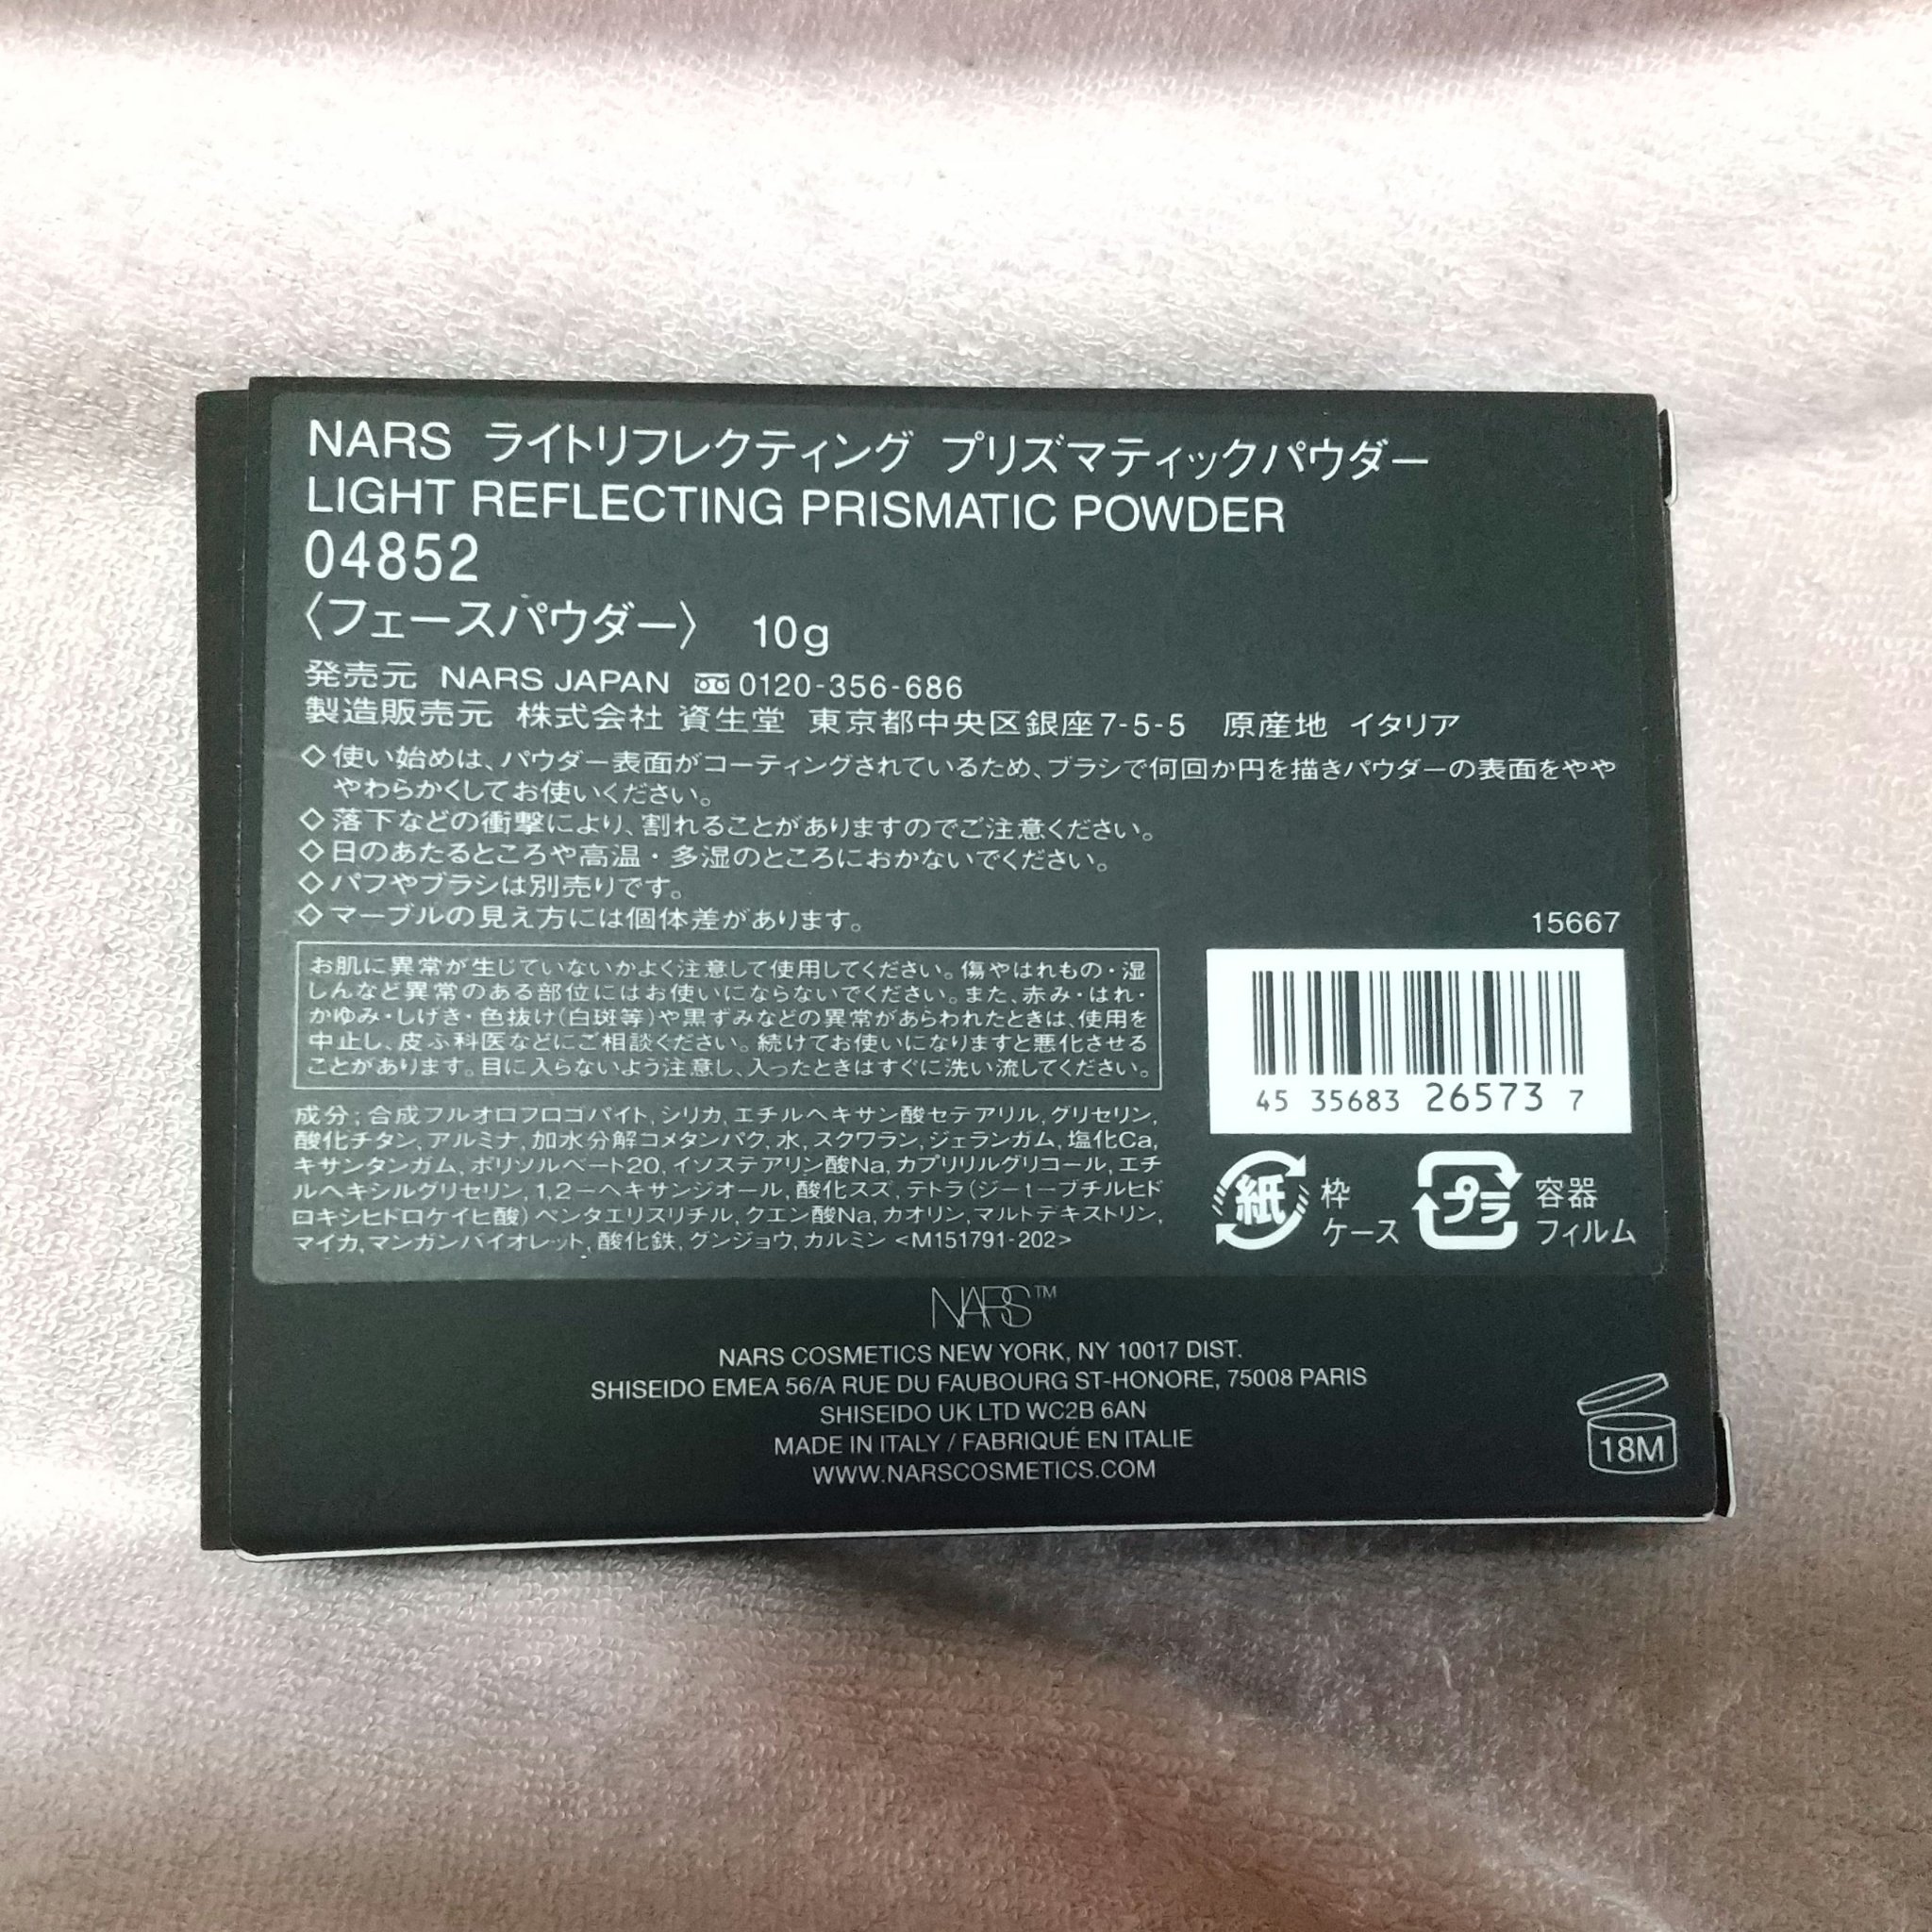 NARS ライトリフレクティング プリズマティックパウダー
LIGHT REFLECTING PRISMATIC POWDER
04852
〈フェースパウダー〉 10g
発売元 NARS JAPAN 0120-356-686
製造販売元 株式会社 資生堂 東京都中央区銀座7-5-5 原産地 イタリア
◇使い始めは、パウダー表面がコーティングされているため、ブラシで何回か円を描きパウダーの表面をやや
やわらかくしてお使いください。
◇落下などの衝撃により、割れることがありますのでご注意ください。
◇日のあたるところや高温・多湿のところにおかないでください。
◇パフやブラシは別売りです。
◇マーブルの見え方には個体差があります。
15667
お肌に異常が生じていないかよく注意して使用してください。傷やはれもの・湿
しんなど異常のある部位にはお使いにならないでください。また、赤み・はれ・
かゆみ・しげき・色抜け(白斑等)や黒ずみなどの異常があらわれたときは、使用を
中止し、皮ふ科医などにご相談ください。続けてお使いになりますと悪化させる
ことがあります。目に入らないよう注意し、入ったときはすぐに洗い流してください。
45 35683 26573 7
成分；合成フルオロフロゴパイト,シリカ,エチルヘキサン酸セテアリル,グリセリン,
酸化チタン,アルミナ,加水分解コメタンパク,水,スクワラン,ジェランガム,塩化Ca,
キサンタンガム,ポリソルベート20,イソステアリン酸Na,カプリリルグリコール,エチ
ルヘキシルグリセリン,1,2－ヘキサンジオール,酸化スズ,テトラ(ジーt－ブチルヒド
ロキシヒドロケイヒ酸)ペンタエリスリチル,クエン酸Na,カオリン,マルトデキストリン,
マイカ,マンガンバイオレット,酸化鉄,グンジョウ,カルミン <M151791-202>
紙 枠
ケース
プラ 容器
フィルム
NARS™
NARS COSMETICS NEW YORK, NY 10017 DIST.
SHISEIDO EMEA 56/A RUE DU FAUBOURG ST-HONORE, 75008 PARIS
SHISEIDO UK LTD WC2B 6AN
MADE IN ITALY / FABRIQUÉ EN ITALIE
WWW.NARSCOSMETICS.COM
18M